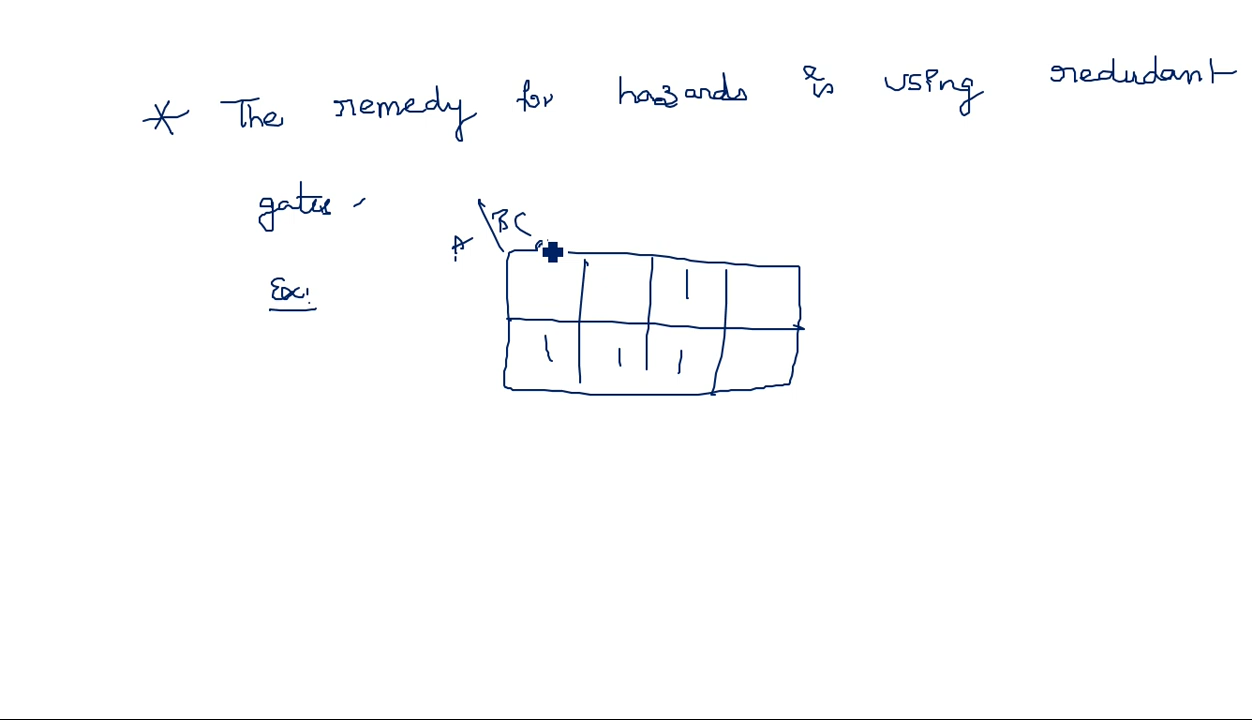 * The remedy for hazards is using redudant
gates.
A \ BC
Ex:
1
1 1 1